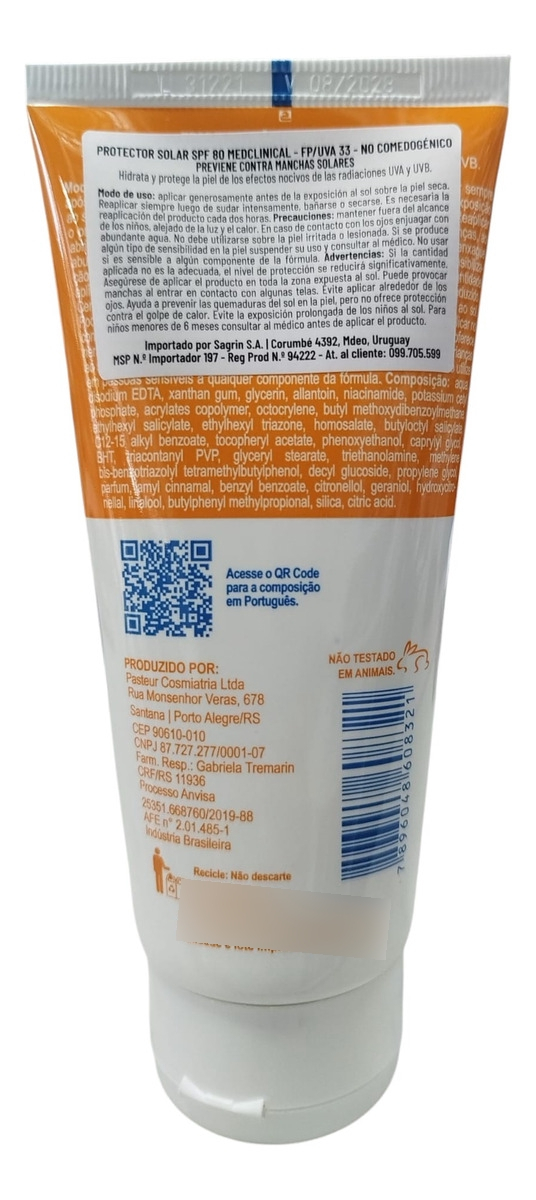 31221 V 08/2023
PROTECTOR SOLAR SPF 80 MEDCLINICAL - FP/UVA 33 - NO COMEDOGÉNICO
PREVIENE CONTRA MANCHAS SOLARES
Hidrata y protege la piel de los efectos nocivos de las radiaciones UVA y UVB.
Modo de uso: aplicar generosamente antes de la exposición al sol sobre la piel seca.
Reaplicar siempre luego de sudar intensamente, bañarse o secarse. Es necesaria la
reaplicación del producto cada dos horas. Precauciones: mantener fuera del alcance
de los niños, alejado de la luz y el calor. En caso de contacto con los ojos enjuagar con
abundante agua. No debe utilizarse sobre la piel irritada o lesionada. Si se produce
algún tipo de sensibilidad en la piel suspender su uso y consultar al médico. No usar
si es sensible a algún componente de la fórmula. Advertencias: Si la cantidad
aplicada no es la adecuada, el nivel de protección se reducirá significativamente.
Asegúrese de aplicar el producto en toda la zona expuesta al sol. Puede provocar
manchas al entrar en contacto con algunas telas. Evite aplicar alrededor de los
ojos. Ayuda a prevenir las quemaduras del sol en la piel, pero no ofrece protección
contra el golpe de calor. Evite la exposición prolongada de los niños al sol. Para
niños menores de 6 meses consultar al médico antes de aplicar el producto.
Importado por Sagrin S.A. | Corumbé 4392, Mdeo, Uruguay
MSP N.º Importador 197 - Reg Prod N.º 94222 - At. al cliente: 099.705.599
em pessoas sensíveis a qualquer componente da fórmula. Composição: aqua
disodium EDTA, xanthan gum, glycerin, allantoin, niacinamide, potassium cetyl
phosphate, acrylates copolymer, octocrylene, butyl methoxydibenzoylmethane
ethylhexyl salicylate, ethylhexyl triazone, homosalate, butyloctyl salicylate
C12-15 alkyl benzoate, tocopheryl acetate, phenoxyethanol, caprylyl glycol
BHT, triacontanyl PVP, glyceryl stearate, triethanolamine, methylene
bis-benzotriazolyl tetramethylbutylphenol, decyl glucoside, propylene glycol
parfum, amyl cinnamal, benzyl benzoate, citronellol, geraniol, hydroxycitro-
nellal, linalool, butylphenyl methylpropional, silica, citric acid.
Acesse o QR Code
para a composição
em Português.
PRODUZIDO POR:
Pasteur Cosmiatria Ltda
Rua Monsenhor Veras, 678
Santana | Porto Alegre/RS
CEP 90610-010
CNPJ 87.727.277/0001-07
Farm. Resp.: Gabriela Tremarin
CRF/RS 11936
Processo Anvisa
25351.668760/2019-88
AFE n° 2.01.485-1
Indústria Brasileira
NÃO TESTADO
EM ANIMAIS.
7 896048 608321
Recicle: Não descarte